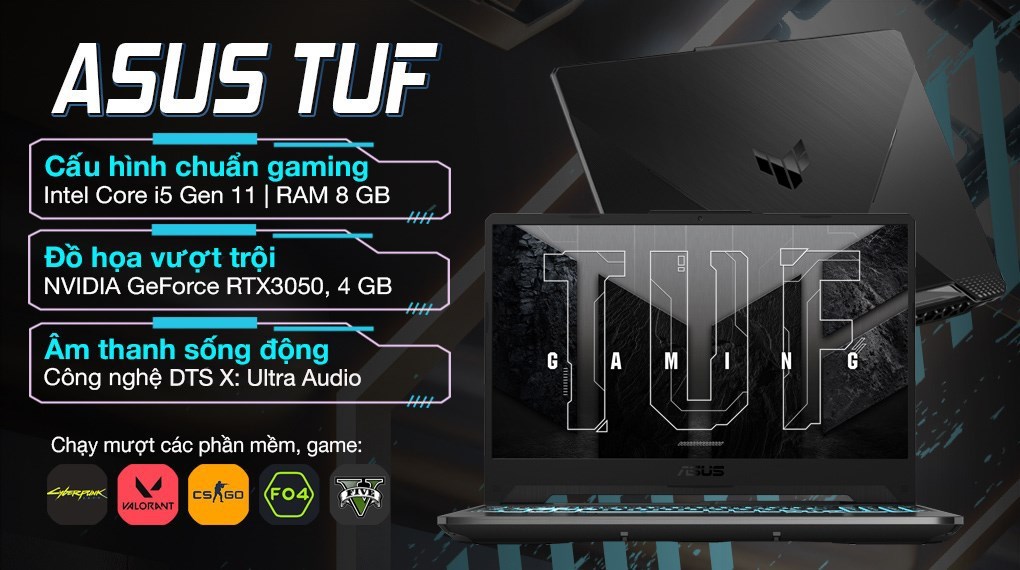 ASUS TUF
Cấu hình chuẩn gaming
Intel Core i5 Gen 11 | RAM 8 GB
Đồ họa vượt trội
NVIDIA GeForce RTX3050, 4 GB
Âm thanh sống động
Công nghệ DTS X: Ultra Audio
Chạy mượt các phần mềm, game:
CYBERPUNK
VALORANT
CS GO
FO4
V
FIVE
TUF
GAMING
ASUS